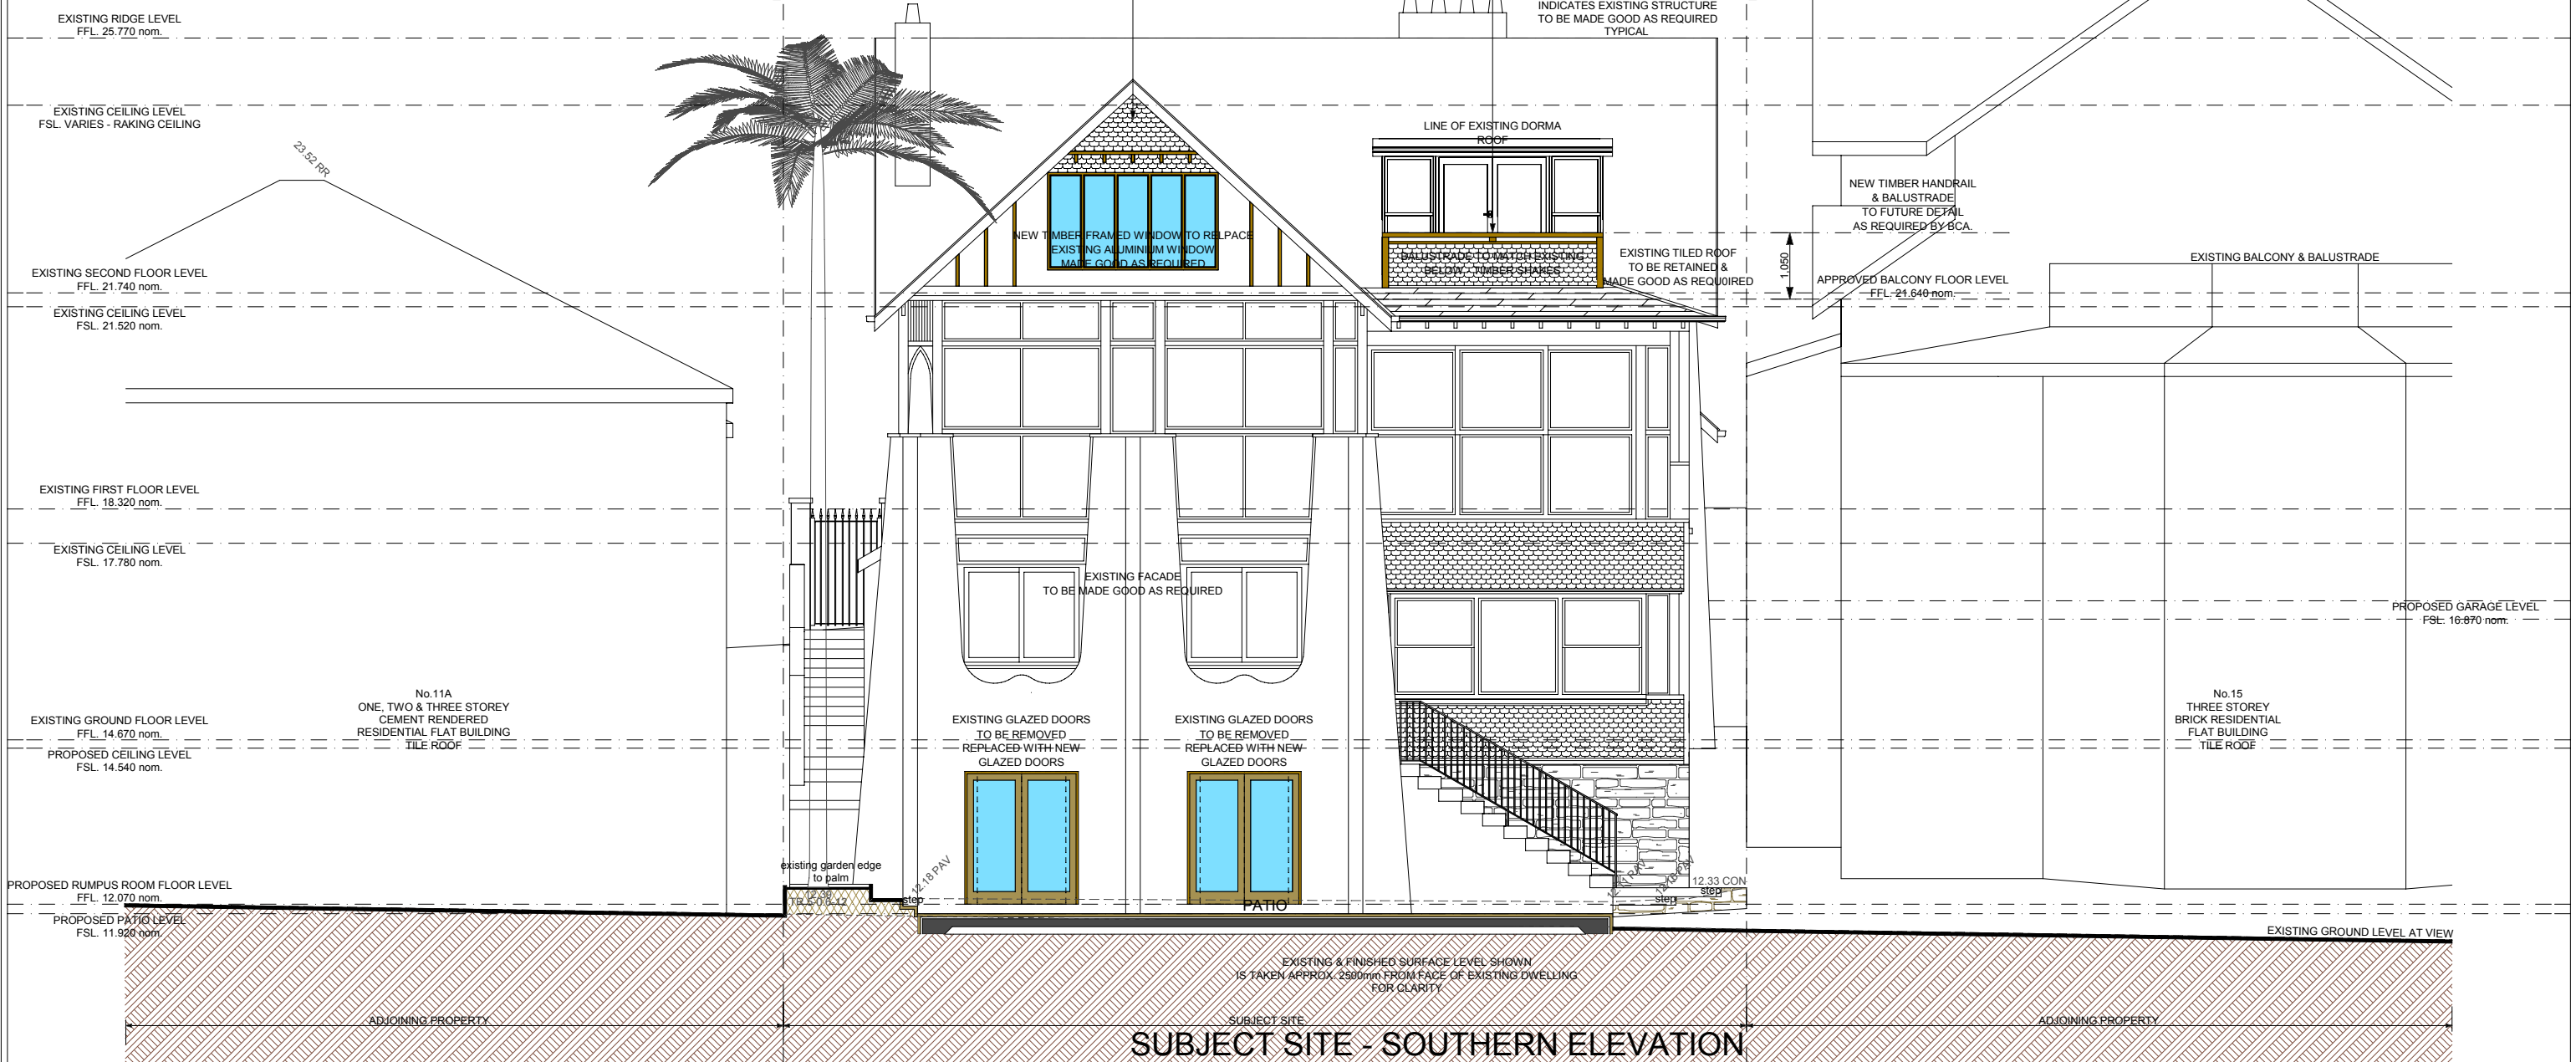 EXISTING RIDGE LEVEL
FFL. 25.770 nom.
EXISTING CEILING LEVEL
FSL. VARIES - RAKING CEILING
23.52 RR
EXISTING SECOND FLOOR LEVEL
FFL. 21.740 nom.
EXISTING CEILING LEVEL
FSL. 21.520 nom.
EXISTING FIRST FLOOR LEVEL
FFL. 18.320 nom.
EXISTING CEILING LEVEL
FSL. 17.780 nom.
EXISTING GROUND FLOOR LEVEL
FFL. 14.670 nom.
PROPOSED CEILING LEVEL
FSL. 14.540 nom.
PROPOSED RUMPUS ROOM FLOOR LEVEL
FFL. 12.070 nom.
PROPOSED PATIO LEVEL
FSL. 11.920 nom.
No.11A
ONE, TWO & THREE STOREY
CEMENT RENDERED
RESIDENTIAL FLAT BUILDING
TILE ROOF
INDICATES EXISTING STRUCTURE
TO BE MADE GOOD AS REQUIRED
TYPICAL
LINE OF EXISTING DORMA
ROOF
NEW TIMBER FRAMED WINDOW TO RELPACE
EXISTING ALUMINIUM WINDOW
MADE GOOD AS REQUIRED
BALUSTRADE TO MATCH EXISTING
BELOW - TIMBER SHAKES
EXISTING TILED ROOF
TO BE RETAINED &
MADE GOOD AS REQU0IRED
1,050
NEW TIMBER HANDRAIL
& BALUSTRADE
TO FUTURE DETAIL
AS REQUIRED BY BCA.
APPROVED BALCONY FLOOR LEVEL
FFL. 21.640 nom.
EXISTING BALCONY & BALUSTRADE
EXISTING FACADE
TO BE MADE GOOD AS REQUIRED
PROPOSED GARAGE LEVEL
FSL. 16.870 nom.
No.15
THREE STOREY
BRICK RESIDENTIAL
FLAT BUILDING
TILE ROOF
EXISTING GLAZED DOORS
TO BE REMOVED
REPLACED WITH NEW
GLAZED DOORS
EXISTING GLAZED DOORS
TO BE REMOVED
REPLACED WITH NEW
GLAZED DOORS
existing garden edge
to palm
12.18 PAV
step
PATIO
12.33 CON
step
step
EXISTING GROUND LEVEL AT VIEW
EXISTING & FINISHED SURFACE LEVEL SHOWN
IS TAKEN APPROX. 2500mm FROM FACE OF EXISTING DWELLING
FOR CLARITY
ADJOINING PROPERTY
SUBJECT SITE
ADJOINING PROPERTY
SUBJECT SITE - SOUTHERN ELEVATION